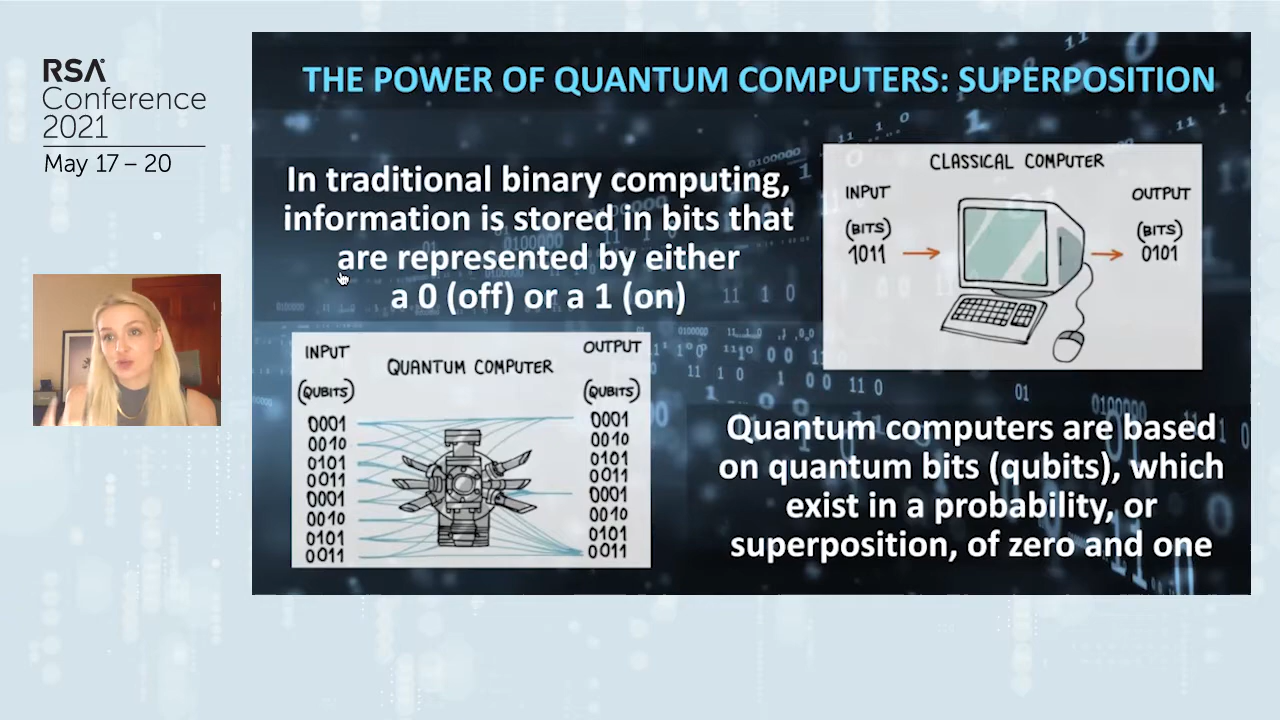 RSA
Conference
2021
May 17 – 20
THE POWER OF QUANTUM COMPUTERS: SUPERPOSITION
In traditional binary computing,
information is stored in bits that
are represented by either
a 0 (off) or a 1 (on)
CLASSICAL COMPUTER
INPUT
(BITS)
1011
OUTPUT
(BITS)
0101
QUANTUM COMPUTER
INPUT
(QUBITS)
0001
0010
0101
0011
0001
0010
0101
0011
OUTPUT
(QUBITS)
0001
0010
0101
0011
0001
0010
0101
0011
Quantum computers are based
on quantum bits (qubits), which
exist in a probability, or
superposition, of zero and one